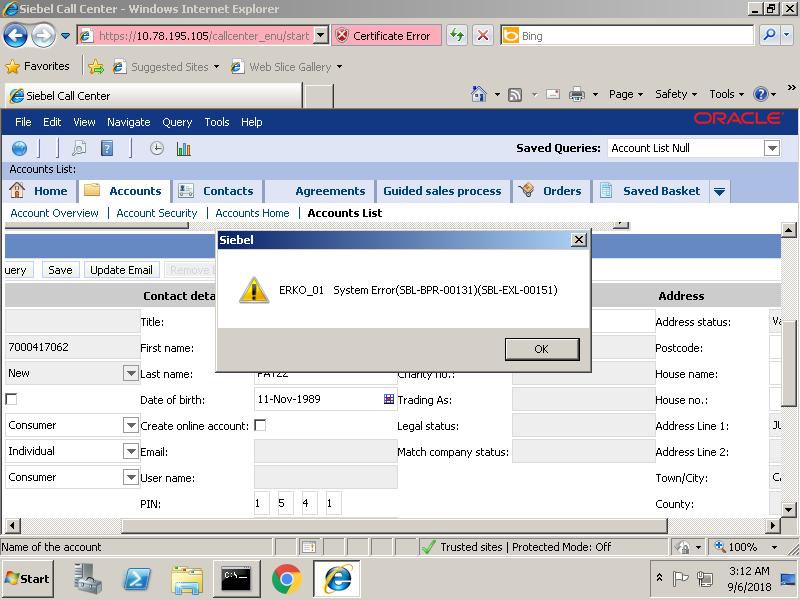 Siebel Call Center - Windows Internet Explorer
https://10.78.195.105/callcenter_enu/start
Certificate Error
Bing
Favorites
Suggested Sites
Web Slice Gallery
Siebel Call Center
Page
Safety
Tools
»
File Edit View Navigate Query Tools Help
ORACLE
Saved Queries:
Account List Null
Accounts List:
Home
Accounts
Contacts
Agreements
Guided sales process
Orders
Saved Basket
Account Overview | Account Security | Accounts Home | Accounts List
Siebel
ERKO_01 System Error(SBL-BPR-00131)(SBL-EXL-00151)
OK
uery
Save
Update Email
Remove
Contact deta
Address
Title:
Address status:
Va
7000417062
First name:
Postcode:
New
Last name:
Charity no.:
House name:
Date of birth:
11-Nov-1989
Trading As:
House no.:
Consumer
Create online account:
Legal status:
Address Line 1:
JU
Individual
Email:
Match company status:
Address Line 2:
Consumer
User name:
Town/City:
Ca
PIN:
1 5 4 1
County:
Name of the account
Trusted sites | Protected Mode: Off
100%
Start
3:12 AM
9/6/2018